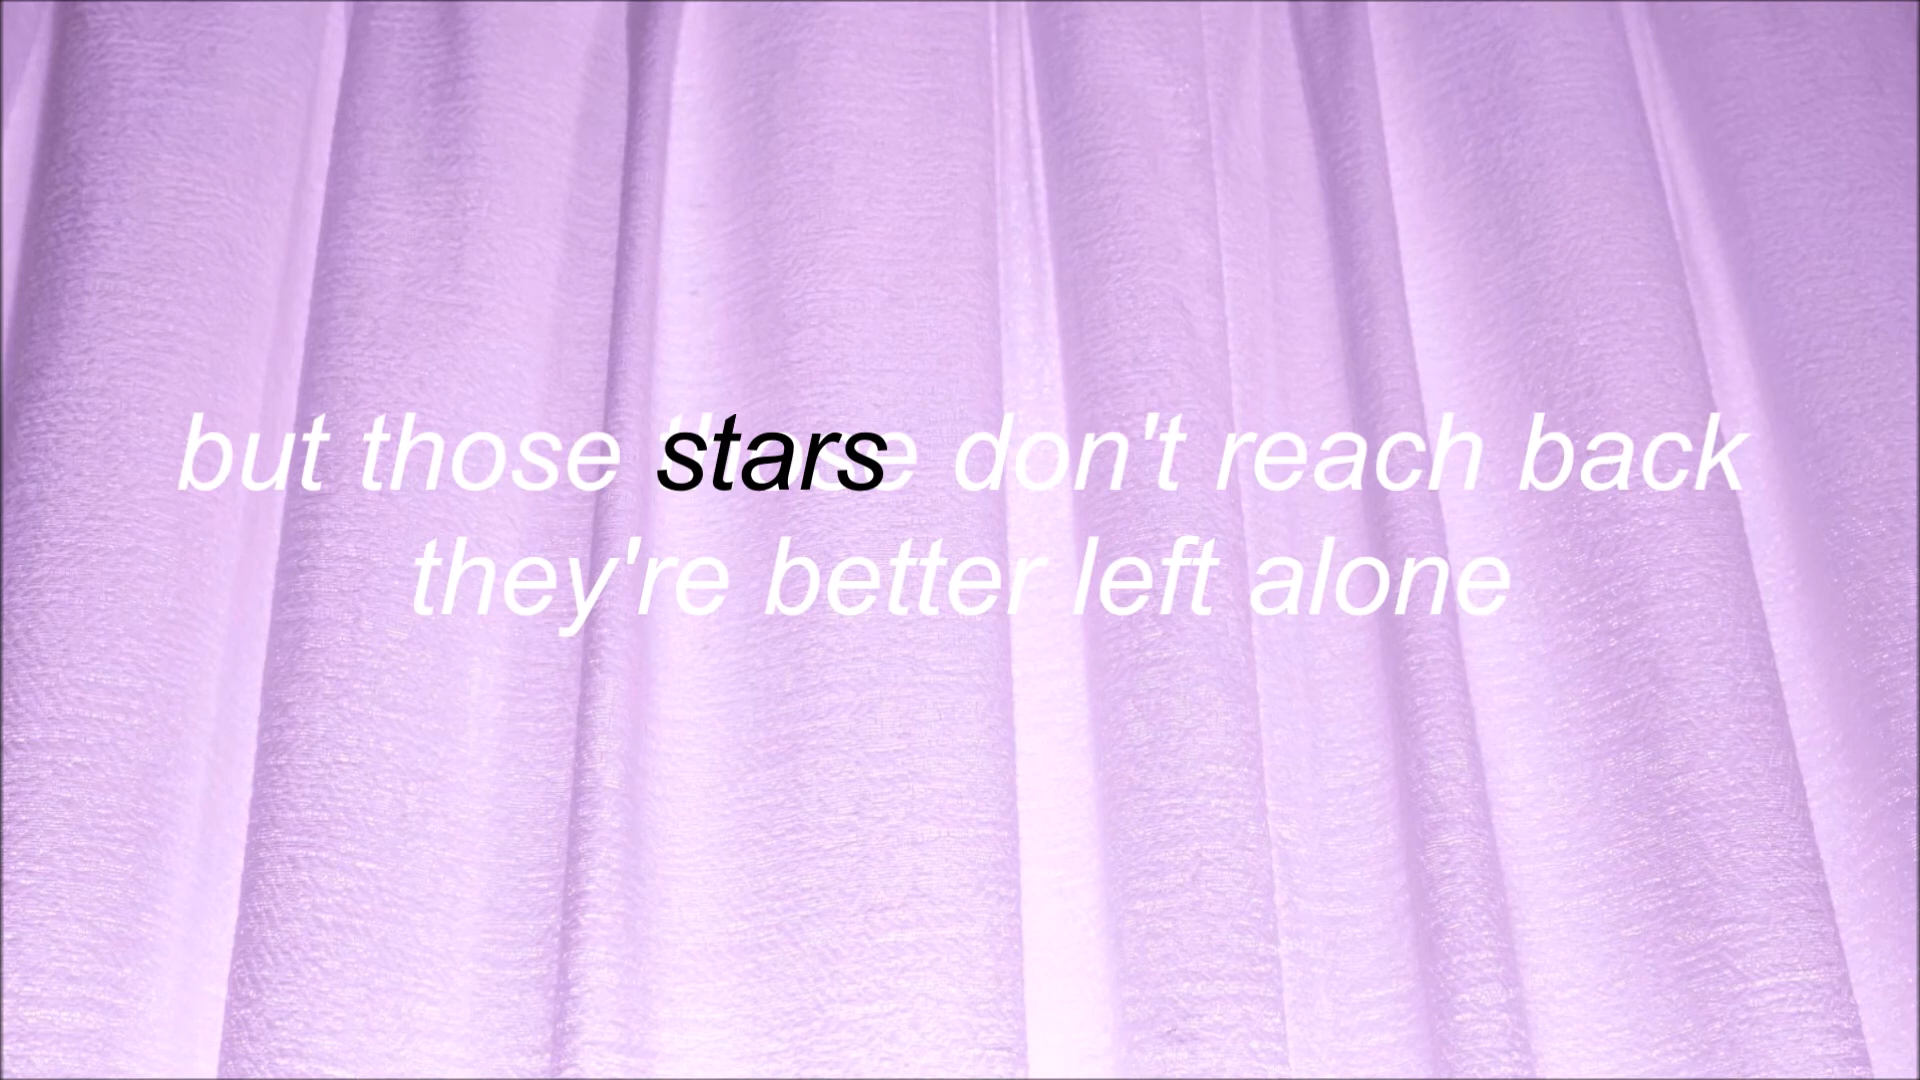 but those stars don't reach back
they're better left alone